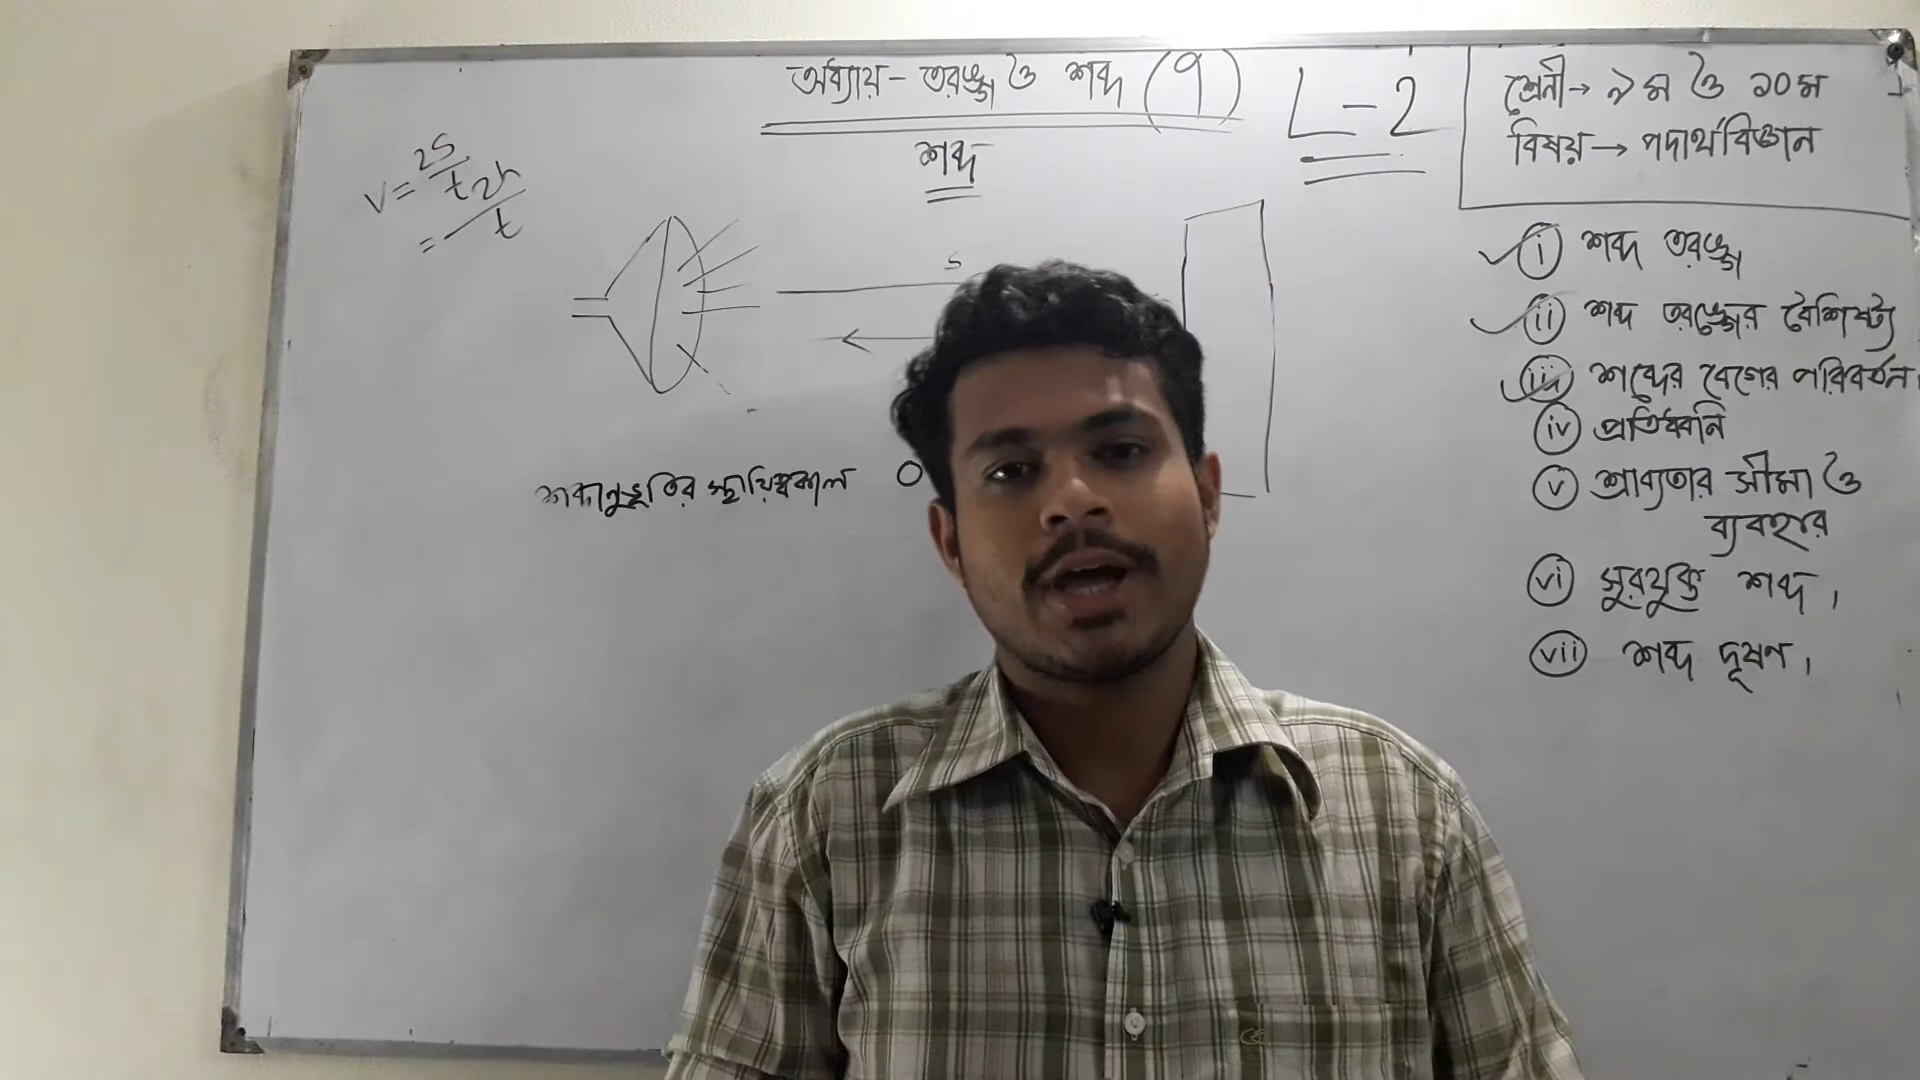 অধ্যায় - তরঙ্গ ও শব্দ (৭)
L - 2
শব্দ
শ্রেনী → ৯ম ও ১০ম
বিষয় → পদার্থবিজ্ঞান
v = 2s/t
= 2h/t
s
শব্দানুভূতির স্থায়িত্বকাল 0
i শব্দ তরঙ্গ
ii শব্দ তরঙ্গের বৈশিষ্ট্য
iii শব্দের বেগের পরিবর্তন।
iv প্রতিধ্বনি
v শ্রাব্যতার সীমা ও
ব্যবহার
vi সুরযুক্ত শব্দ।
vii শব্দ দূষণ।